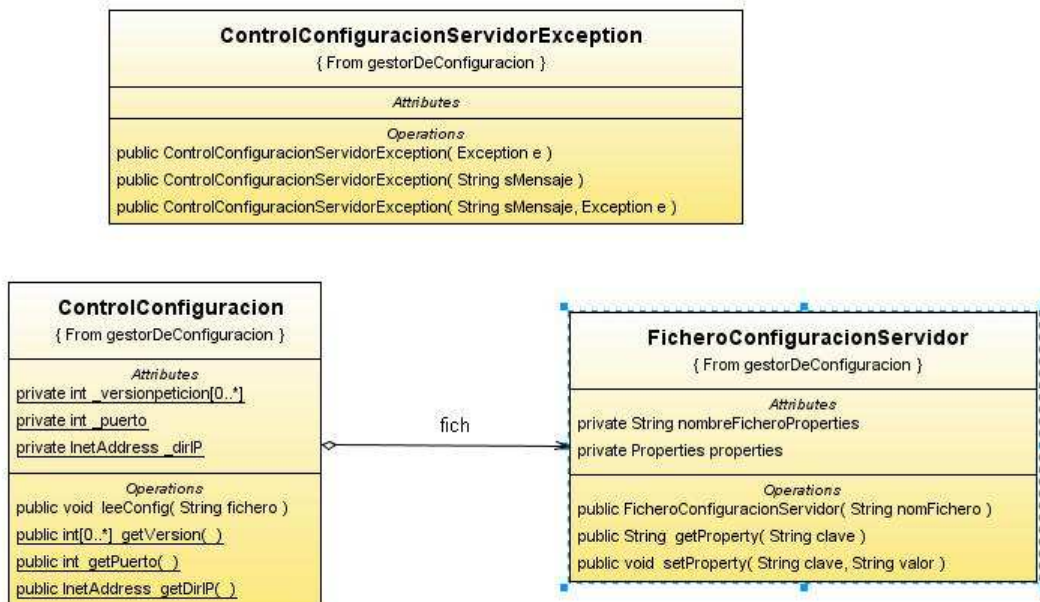 ControlConfiguracionServidorException
{ From gestorDeConfiguracion }
Attributes
Operations
public ControlConfiguracionServidorException( Exception e )
public ControlConfiguracionServidorException( String sMensaje )
public ControlConfiguracionServidorException( String sMensaje, Exception e )
ControlConfiguracion
{ From gestorDeConfiguracion }
Attributes
private int _versionpeticion[0..*]
private int _puerto
private InetAddress _dirIP
Operations
public void leeConfig( String fichero )
public int[0..*] getVersion( )
public int getPuerto( )
public InetAddress getDirIP( )
fich
FicheroConfiguracionServidor
{ From gestorDeConfiguracion }
Attributes
private String nombreFicheroProperties
private Properties properties
Operations
public FicheroConfiguracionServidor( String nomFichero )
public String getProperty( String clave )
public void setProperty( String clave, String valor )